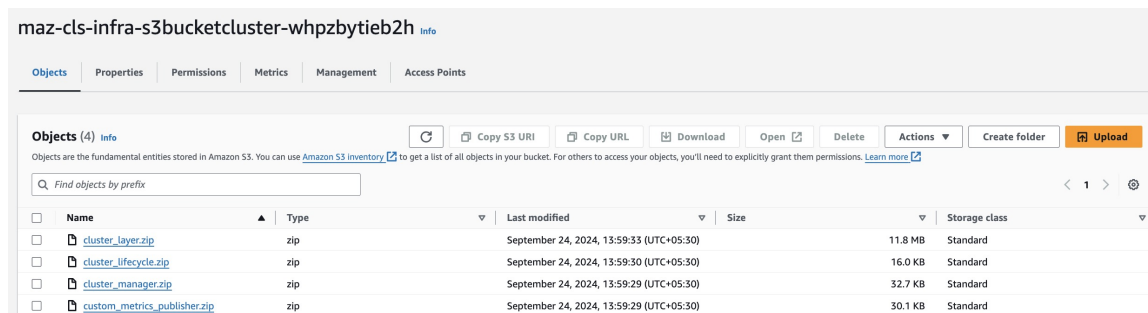 maz-cls-infra-s3bucketcluster-whpzbytieb2h Info
Objects Properties Permissions Metrics Management Access Points
Objects (4) Info Copy S3 URI Copy URL Download Open Delete Actions Create folder Upload
Objects are the fundamental entities stored in Amazon S3. You can use Amazon S3 inventory to get a list of all objects in your bucket. For others to access your objects, you'll need to explicitly grant them permissions. Learn more
Find objects by prefix 1
Name Type Last modified Size Storage class
cluster_layer.zip zip September 24, 2024, 13:59:33 (UTC+05:30) 11.8 MB Standard
cluster_lifecycle.zip zip September 24, 2024, 13:59:30 (UTC+05:30) 16.0 KB Standard
cluster_manager.zip zip September 24, 2024, 13:59:29 (UTC+05:30) 32.7 KB Standard
custom_metrics_publisher.zip zip September 24, 2024, 13:59:29 (UTC+05:30) 30.1 KB Standard